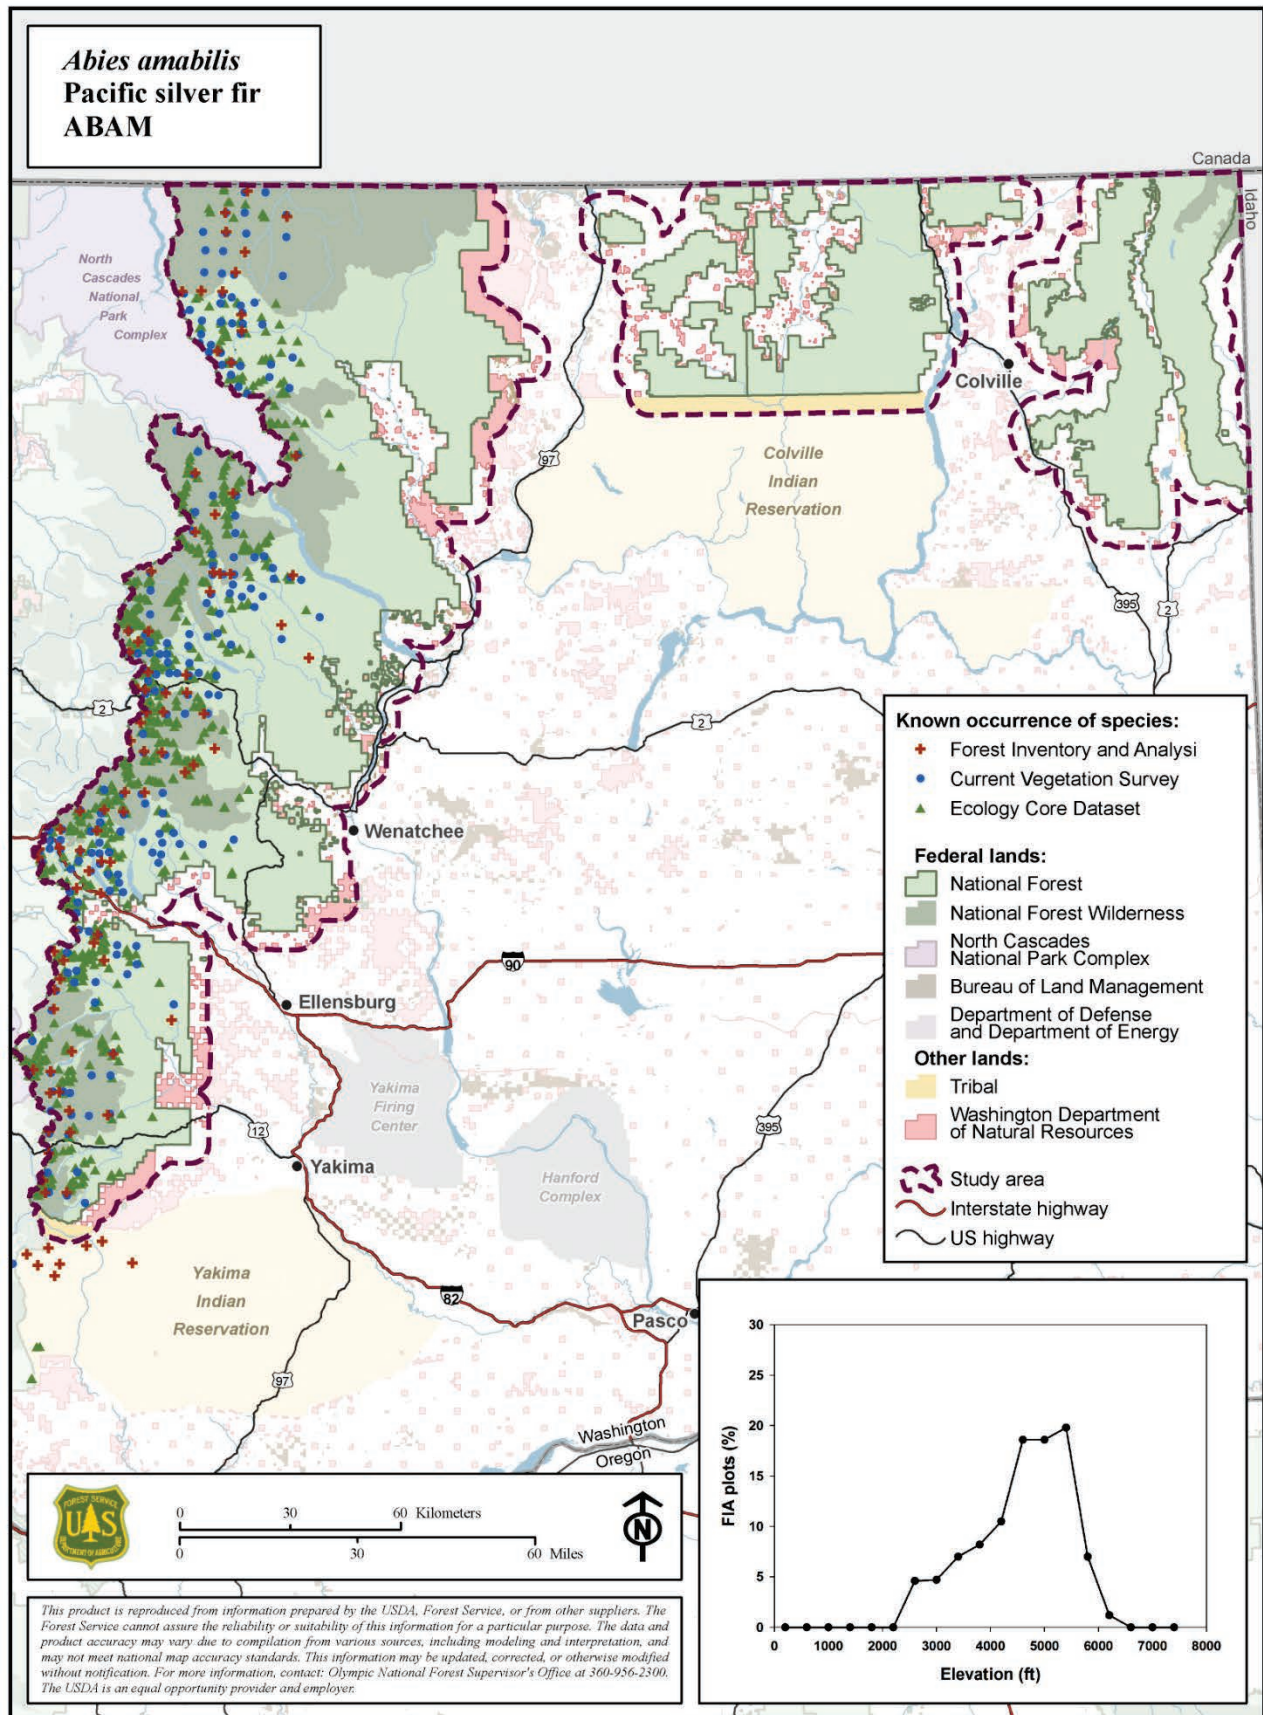 Abies amabilis
Pacific silver fir
ABAM
Canada
Idaho
North
Cascades
National
Park
Complex
Colville
97
Colville
Indian
Reservation
395
2
2
2
Wenatchee
90
Ellensburg
Yakima
Firing
Center
12
Yakima
Hanford
Complex
395
Yakima
Indian
Reservation
82
Pasco
97
Washington
Oregon
Known occurrence of species:
Forest Inventory and Analysi
Current Vegetation Survey
Ecology Core Dataset
Federal lands:
National Forest
National Forest Wilderness
North Cascades
National Park Complex
Bureau of Land Management
Department of Defense
and Department of Energy
Other lands:
Tribal
Washington Department
of Natural Resources
Study area
Interstate highway
US highway
FOREST SERVICE
U S
DEPARTMENT OF AGRICULTURE
0 30 60 Kilometers
0 30 60 Miles
N
This product is reproduced from information prepared by the USDA, Forest Service, or from other suppliers. The
Forest Service cannot assure the reliability or suitability of this information for a particular purpose. The data and
product accuracy may vary due to compilation from various sources, including modeling and interpretation, and
may not meet national map accuracy standards. This information may be updated, corrected, or otherwise modified
without notification. For more information, contact: Olympic National Forest Supervisor's Office at 360-956-2300.
The USDA is an equal opportunity provider and employer.
FIA plots (%)
30
25
20
15
10
5
0
0 1000 2000 3000 4000 5000 6000 7000 8000
Elevation (ft)